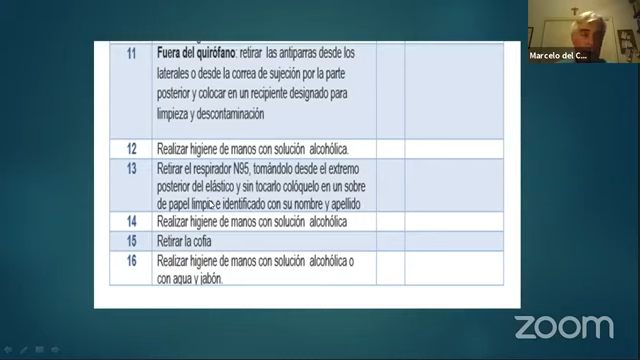 Marcelo del C...
11 Fuera del quirófano: retirar las antiparras desde los
laterales o desde la correa de sujeción por la parte
posterior y colocar en un recipiente designado para
limpieza y descontaminación
12 Realizar higiene de manos con solución alcohólica.
13 Retirar el respirador N95, tomándolo desde el extremo
posterior del elástico y sin tocarlo colóquelo en un sobre
de papel limpio e identificado con su nombre y apellido
14 Realizar higiene de manos con solución alcohólica
15 Retirar la cofia
16 Realizar higiene de manos con solución alcohólica o
con agua y jabón.
zoom